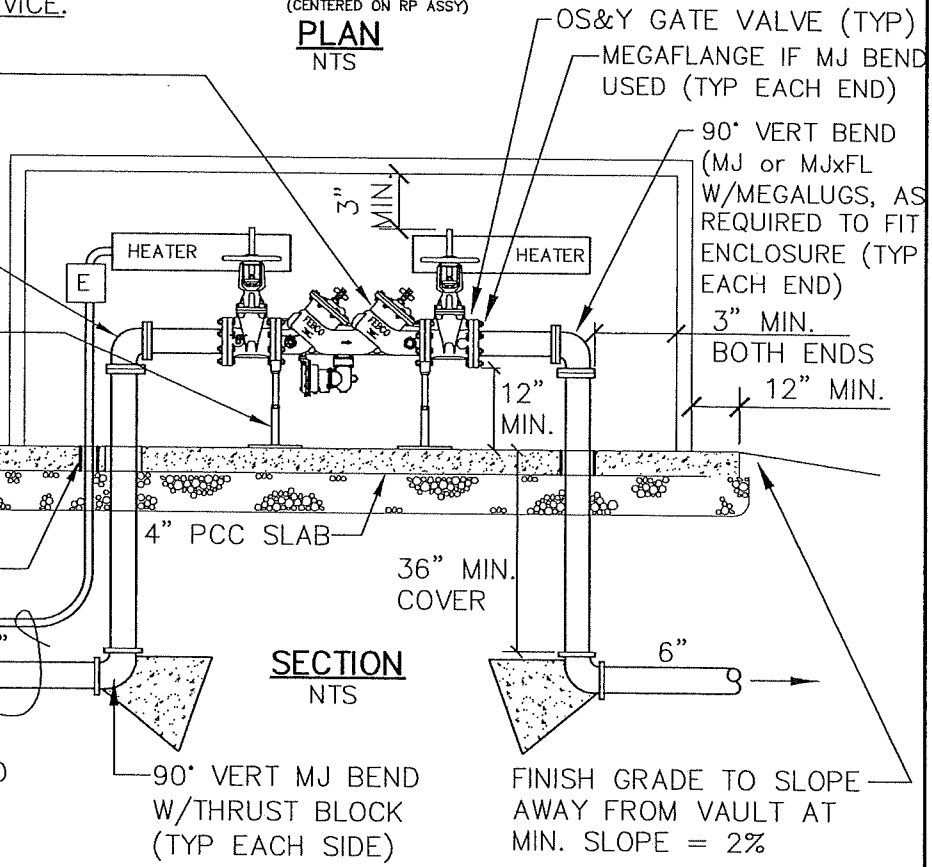 VICE.
(CENTERED ON RP ASSY)
PLAN
NTS
OS&Y GATE VALVE (TYP)
MEGAFLANGE IF MJ BEND
USED (TYP EACH END)
90° VERT BEND
(MJ or MJxFL
W/MEGALUGS, AS
REQUIRED TO FIT
ENCLOSURE (TYP
EACH END)
3" MIN.
BOTH ENDS
12" MIN.
3"
MIN.
HEATER
HEATER
E
FEBCO
FEBCO
12"
MIN.
4" PCC SLAB
36" MIN.
COVER
"
SECTION
NTS
6"
90° VERT MJ BEND
W/THRUST BLOCK
(TYP EACH SIDE)
FINISH GRADE TO SLOPE
AWAY FROM VAULT AT
MIN. SLOPE = 2%